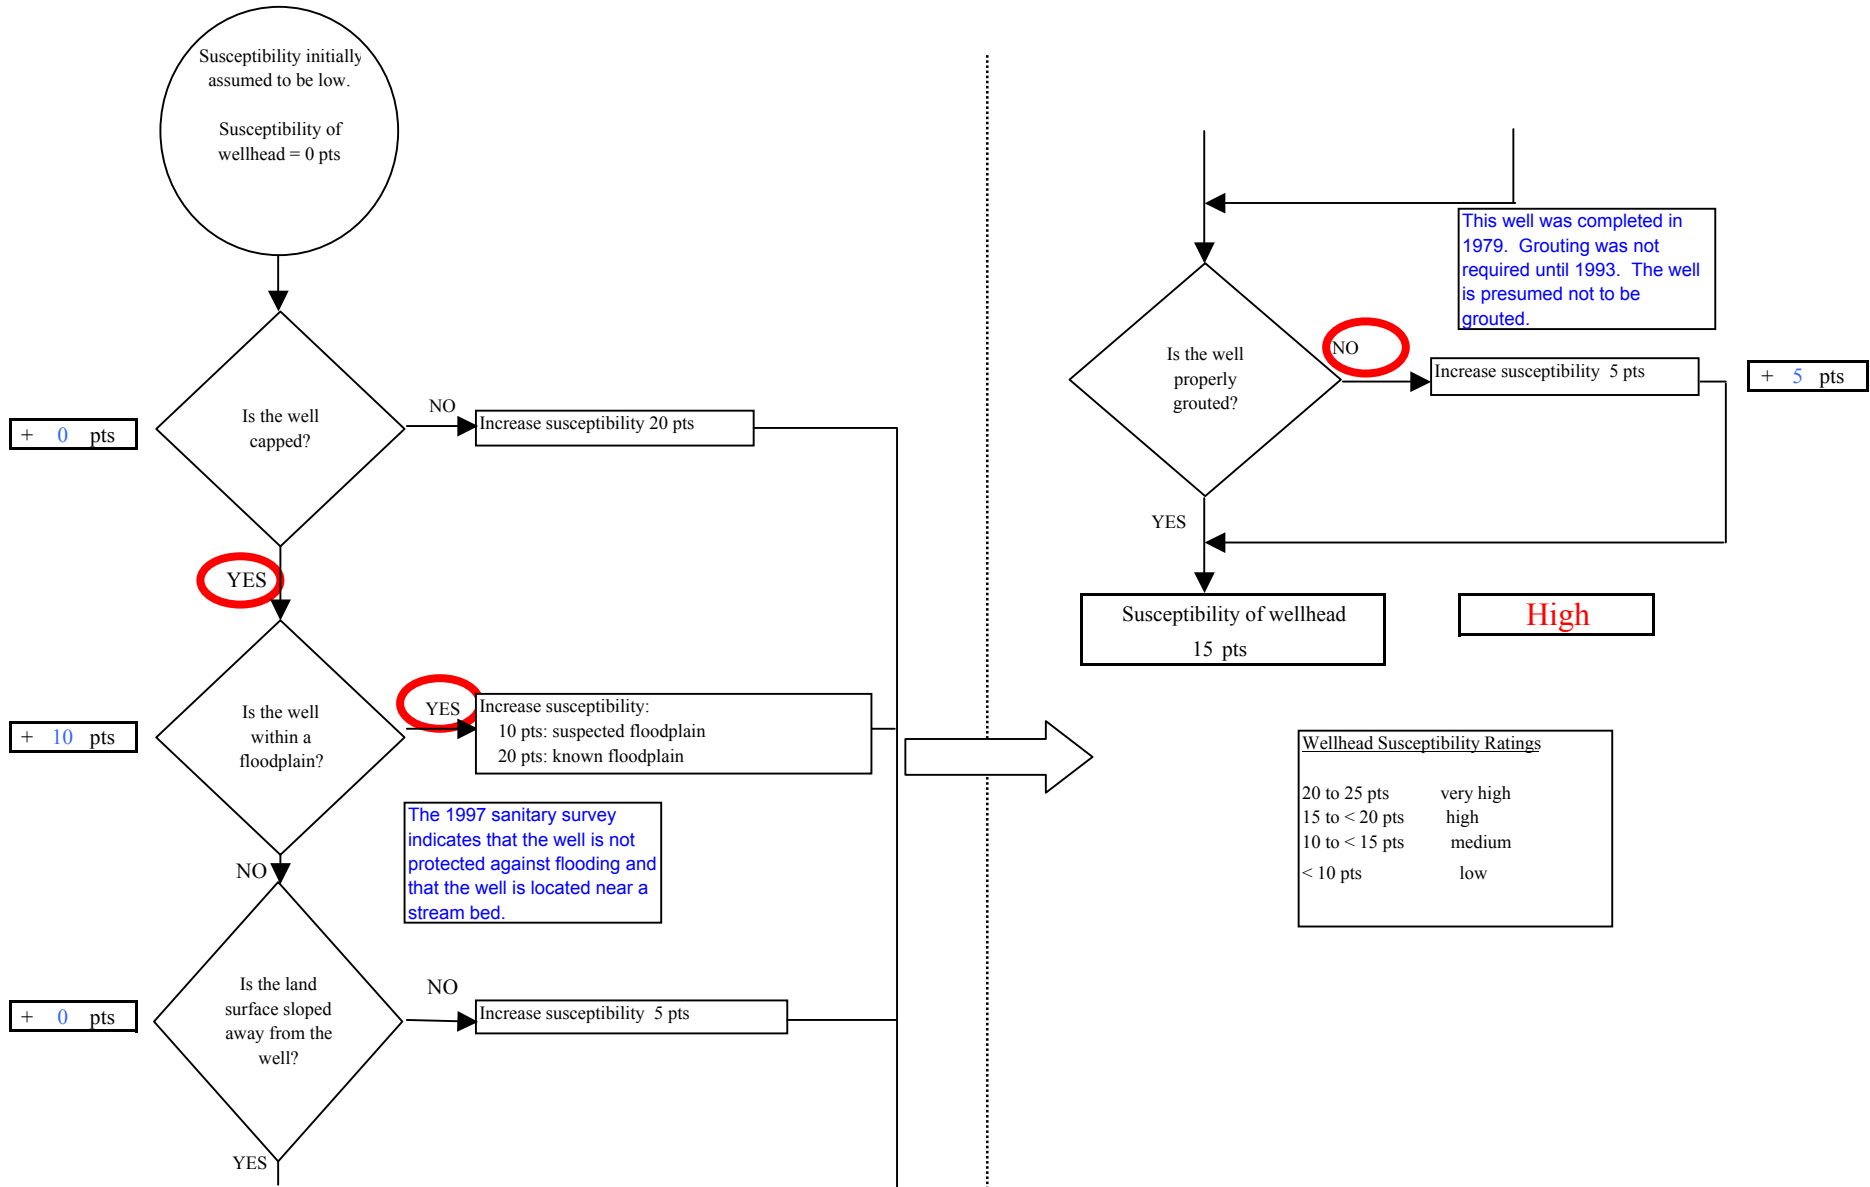 Susceptibility initially
assumed to be low.
Susceptibility of
wellhead = 0 pts
Is the well
capped?
NO
Increase susceptibility 20 pts
+ 0 pts
YES
Is the well
within a
floodplain?
YES
Increase susceptibility:
10 pts: suspected floodplain
20 pts: known floodplain
+ 10 pts
The 1997 sanitary survey
indicates that the well is not
protected against flooding and
that the well is located near a
stream bed.
NO
Is the land
surface sloped
away from the
well?
NO
Increase susceptibility 5 pts
+ 0 pts
YES
This well was completed in
1979. Grouting was not
required until 1993. The well
is presumed not to be
grouted.
Is the well
properly
grouted?
NO
Increase susceptibility 5 pts
+ 5 pts
YES
Susceptibility of wellhead
15 pts
High
Wellhead Susceptibility Ratings
20 to 25 pts very high
15 to < 20 pts high
10 to < 15 pts medium
< 10 pts low